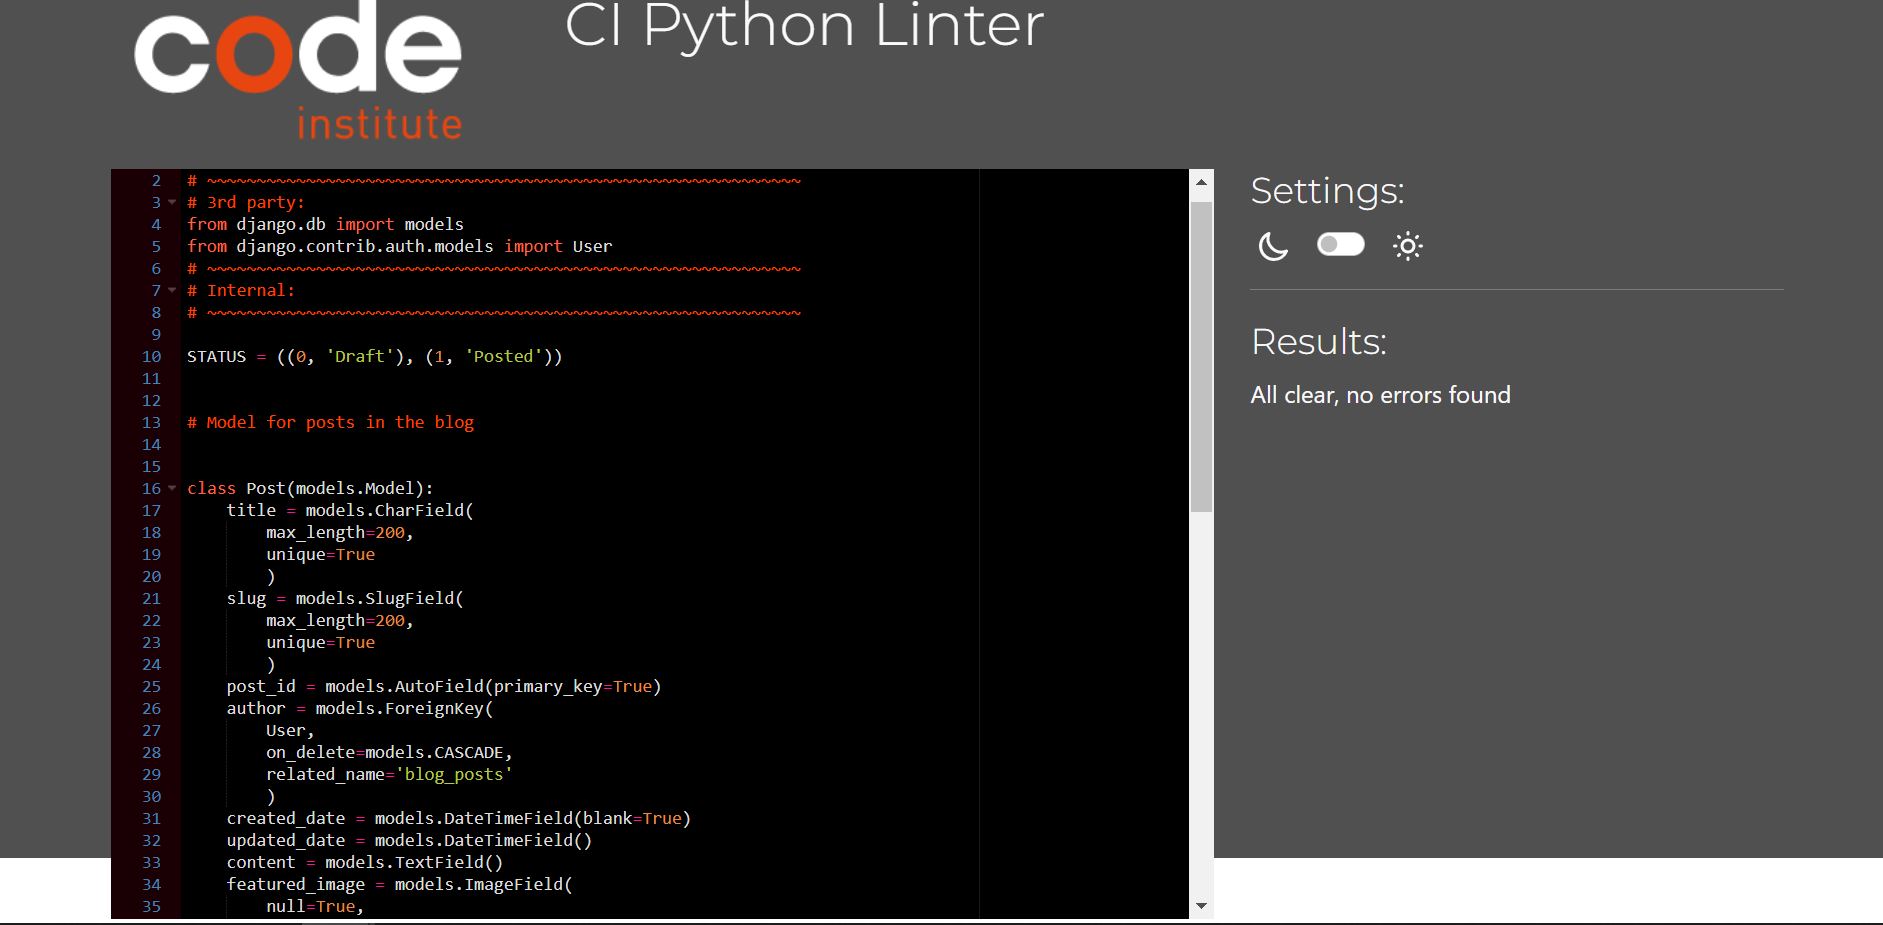 code
institute
CI Python Linter
2 # ~~~~~~~~~~~~~~~~~~~~~~~~~~~~~~~~~~~~~~~~~~~~~~~~~~~~~~~~~~~~
3 # 3rd party:
4 from django.db import models
5 from django.contrib.auth.models import User
6 # ~~~~~~~~~~~~~~~~~~~~~~~~~~~~~~~~~~~~~~~~~~~~~~~~~~~~~~~~~~~~
7 # Internal:
8 # ~~~~~~~~~~~~~~~~~~~~~~~~~~~~~~~~~~~~~~~~~~~~~~~~~~~~~~~~~~~~
9
10 STATUS = ((0, 'Draft'), (1, 'Posted'))
11
12
13 # Model for posts in the blog
14
15
16 class Post(models.Model):
17     title = models.CharField(
18         max_length=200,
19         unique=True
20         )
21     slug = models.SlugField(
22         max_length=200,
23         unique=True
24         )
25     post_id = models.AutoField(primary_key=True)
26     author = models.ForeignKey(
27         User,
28         on_delete=models.CASCADE,
29         related_name='blog_posts'
30         )
31     created_date = models.DateTimeField(blank=True)
32     updated_date = models.DateTimeField()
33     content = models.TextField()
34     featured_image = models.ImageField(
35         null=True,
Settings:
Results:
All clear, no errors found